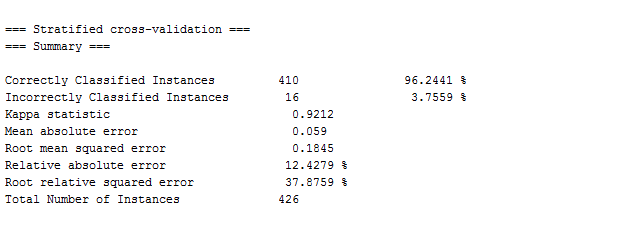 === Stratified cross-validation ===
=== Summary ===
Correctly Classified Instances 410 96.2441 %
Incorrectly Classified Instances 16 3.7559 %
Kappa statistic 0.9212
Mean absolute error 0.059
Root mean squared error 0.1845
Relative absolute error 12.4279 %
Root relative squared error 37.8759 %
Total Number of Instances 426